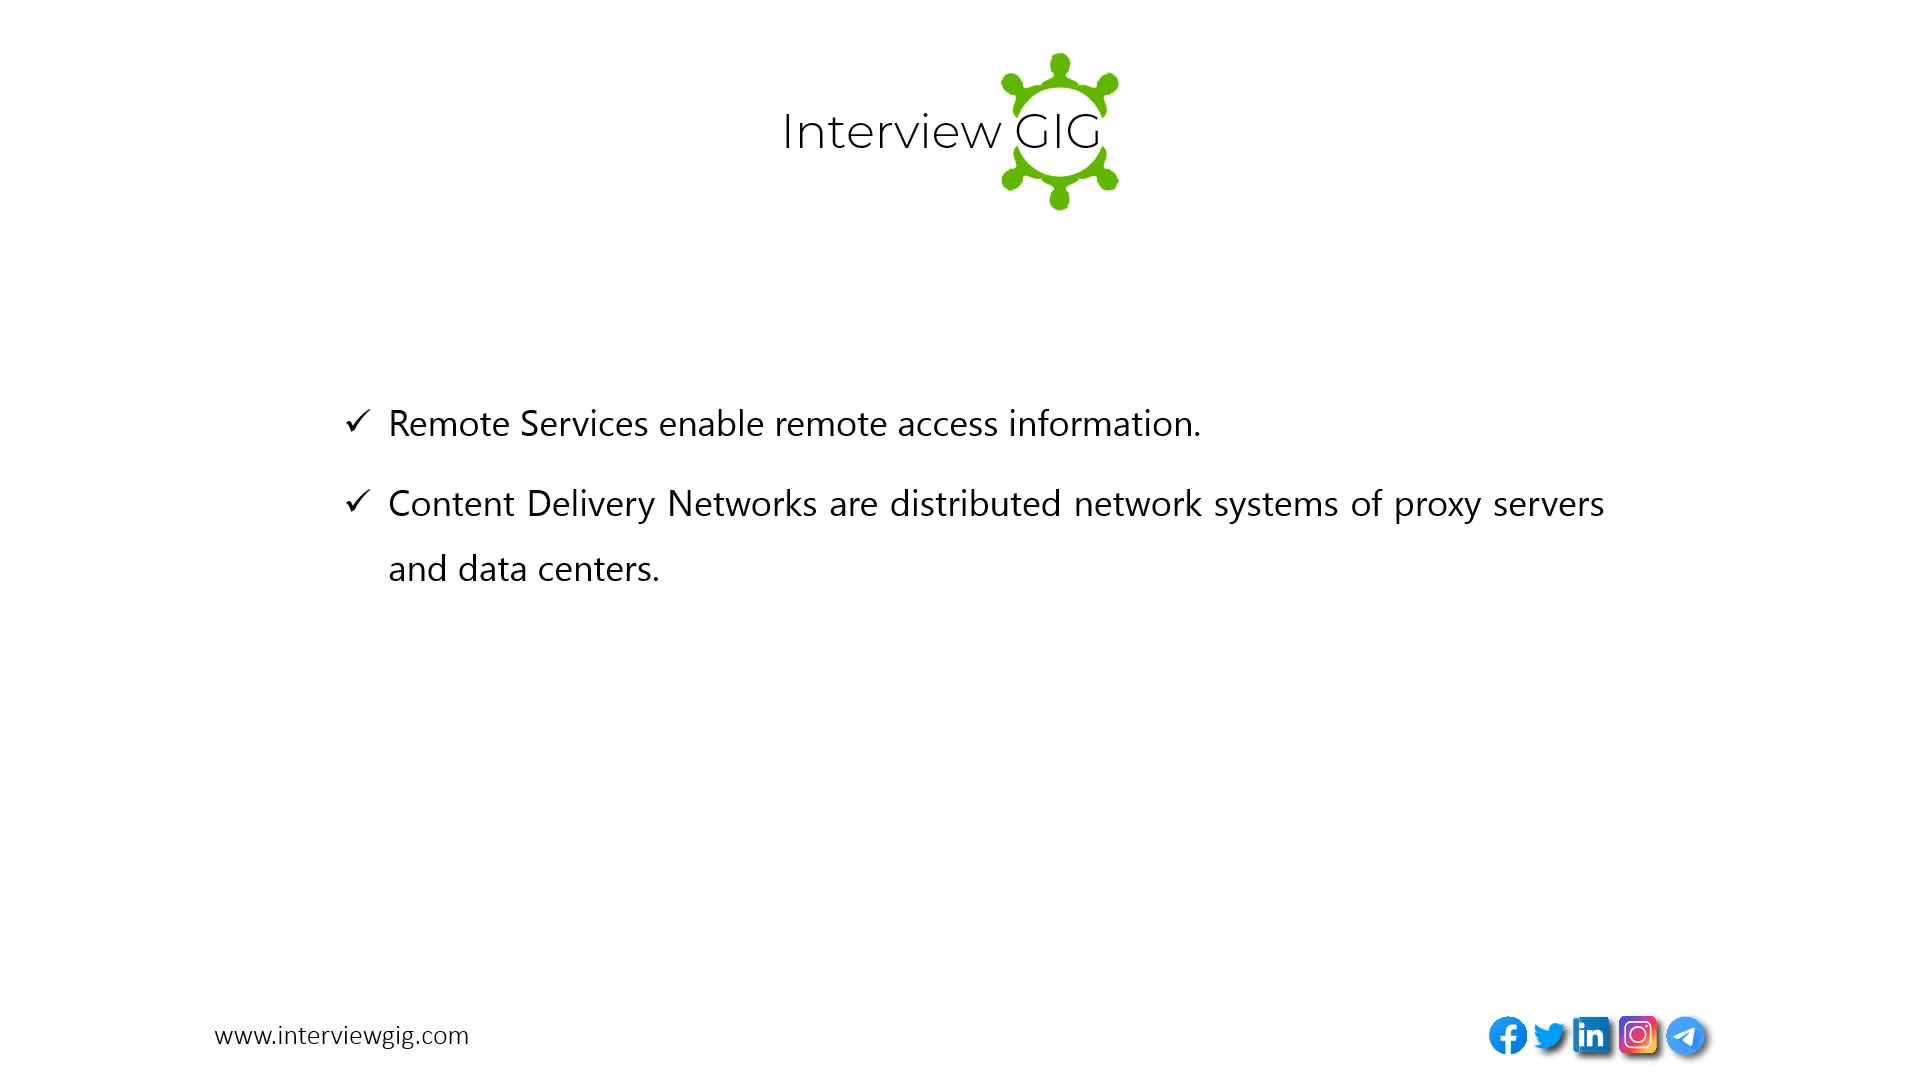 Interview GIG
✓ Remote Services enable remote access information.
✓ Content Delivery Networks are distributed network systems of proxy servers
and data centers.
www.interviewgig.com